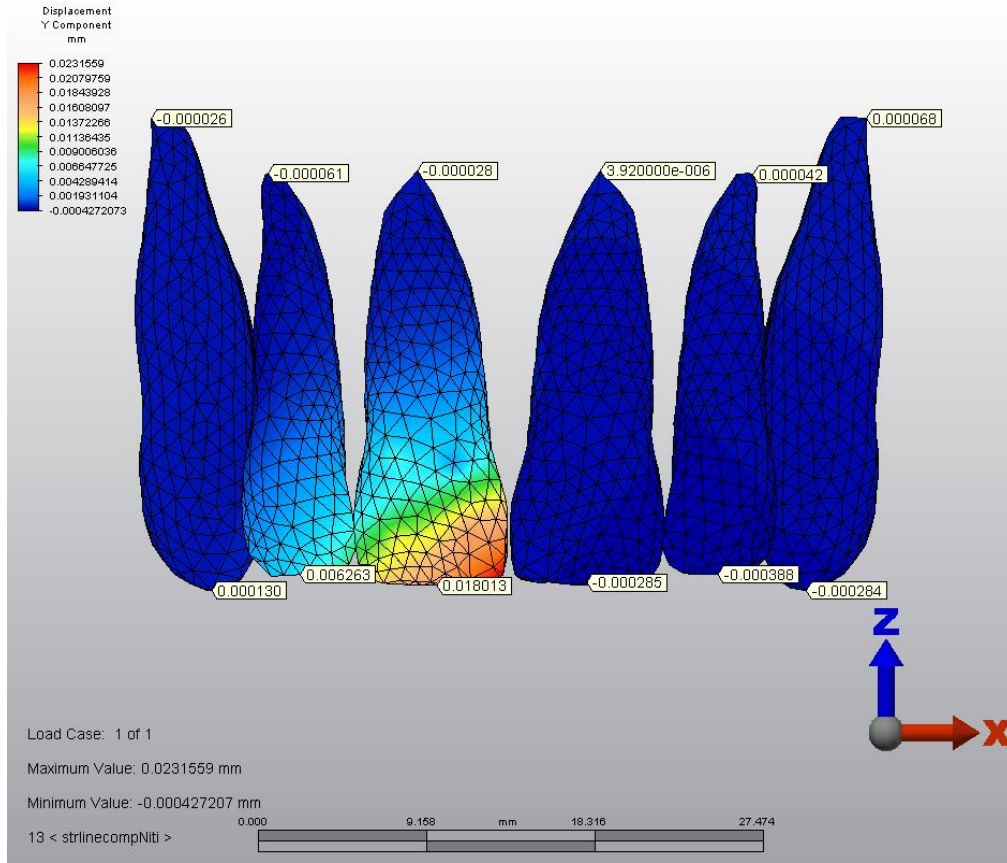 Displacement
Y Component
mm
0.0231559
0.02079759
0.01843928
0.01608097
0.01372266
0.01136435
0.009006036
0.006647725
0.004289414
0.001931104
-0.0004272073
-0.000026
-0.000061
-0.000028
3.920000e-006
0.000042
0.000068
0.000130
0.006263
0.018013
-0.000285
-0.000388
-0.000284
Z
X
Load Case: 1 of 1
Maximum Value: 0.0231559 mm
Minimum Value: -0.000427207 mm
13 < strlinecompNiti >
0.000 9.158 mm 18.316 27.474